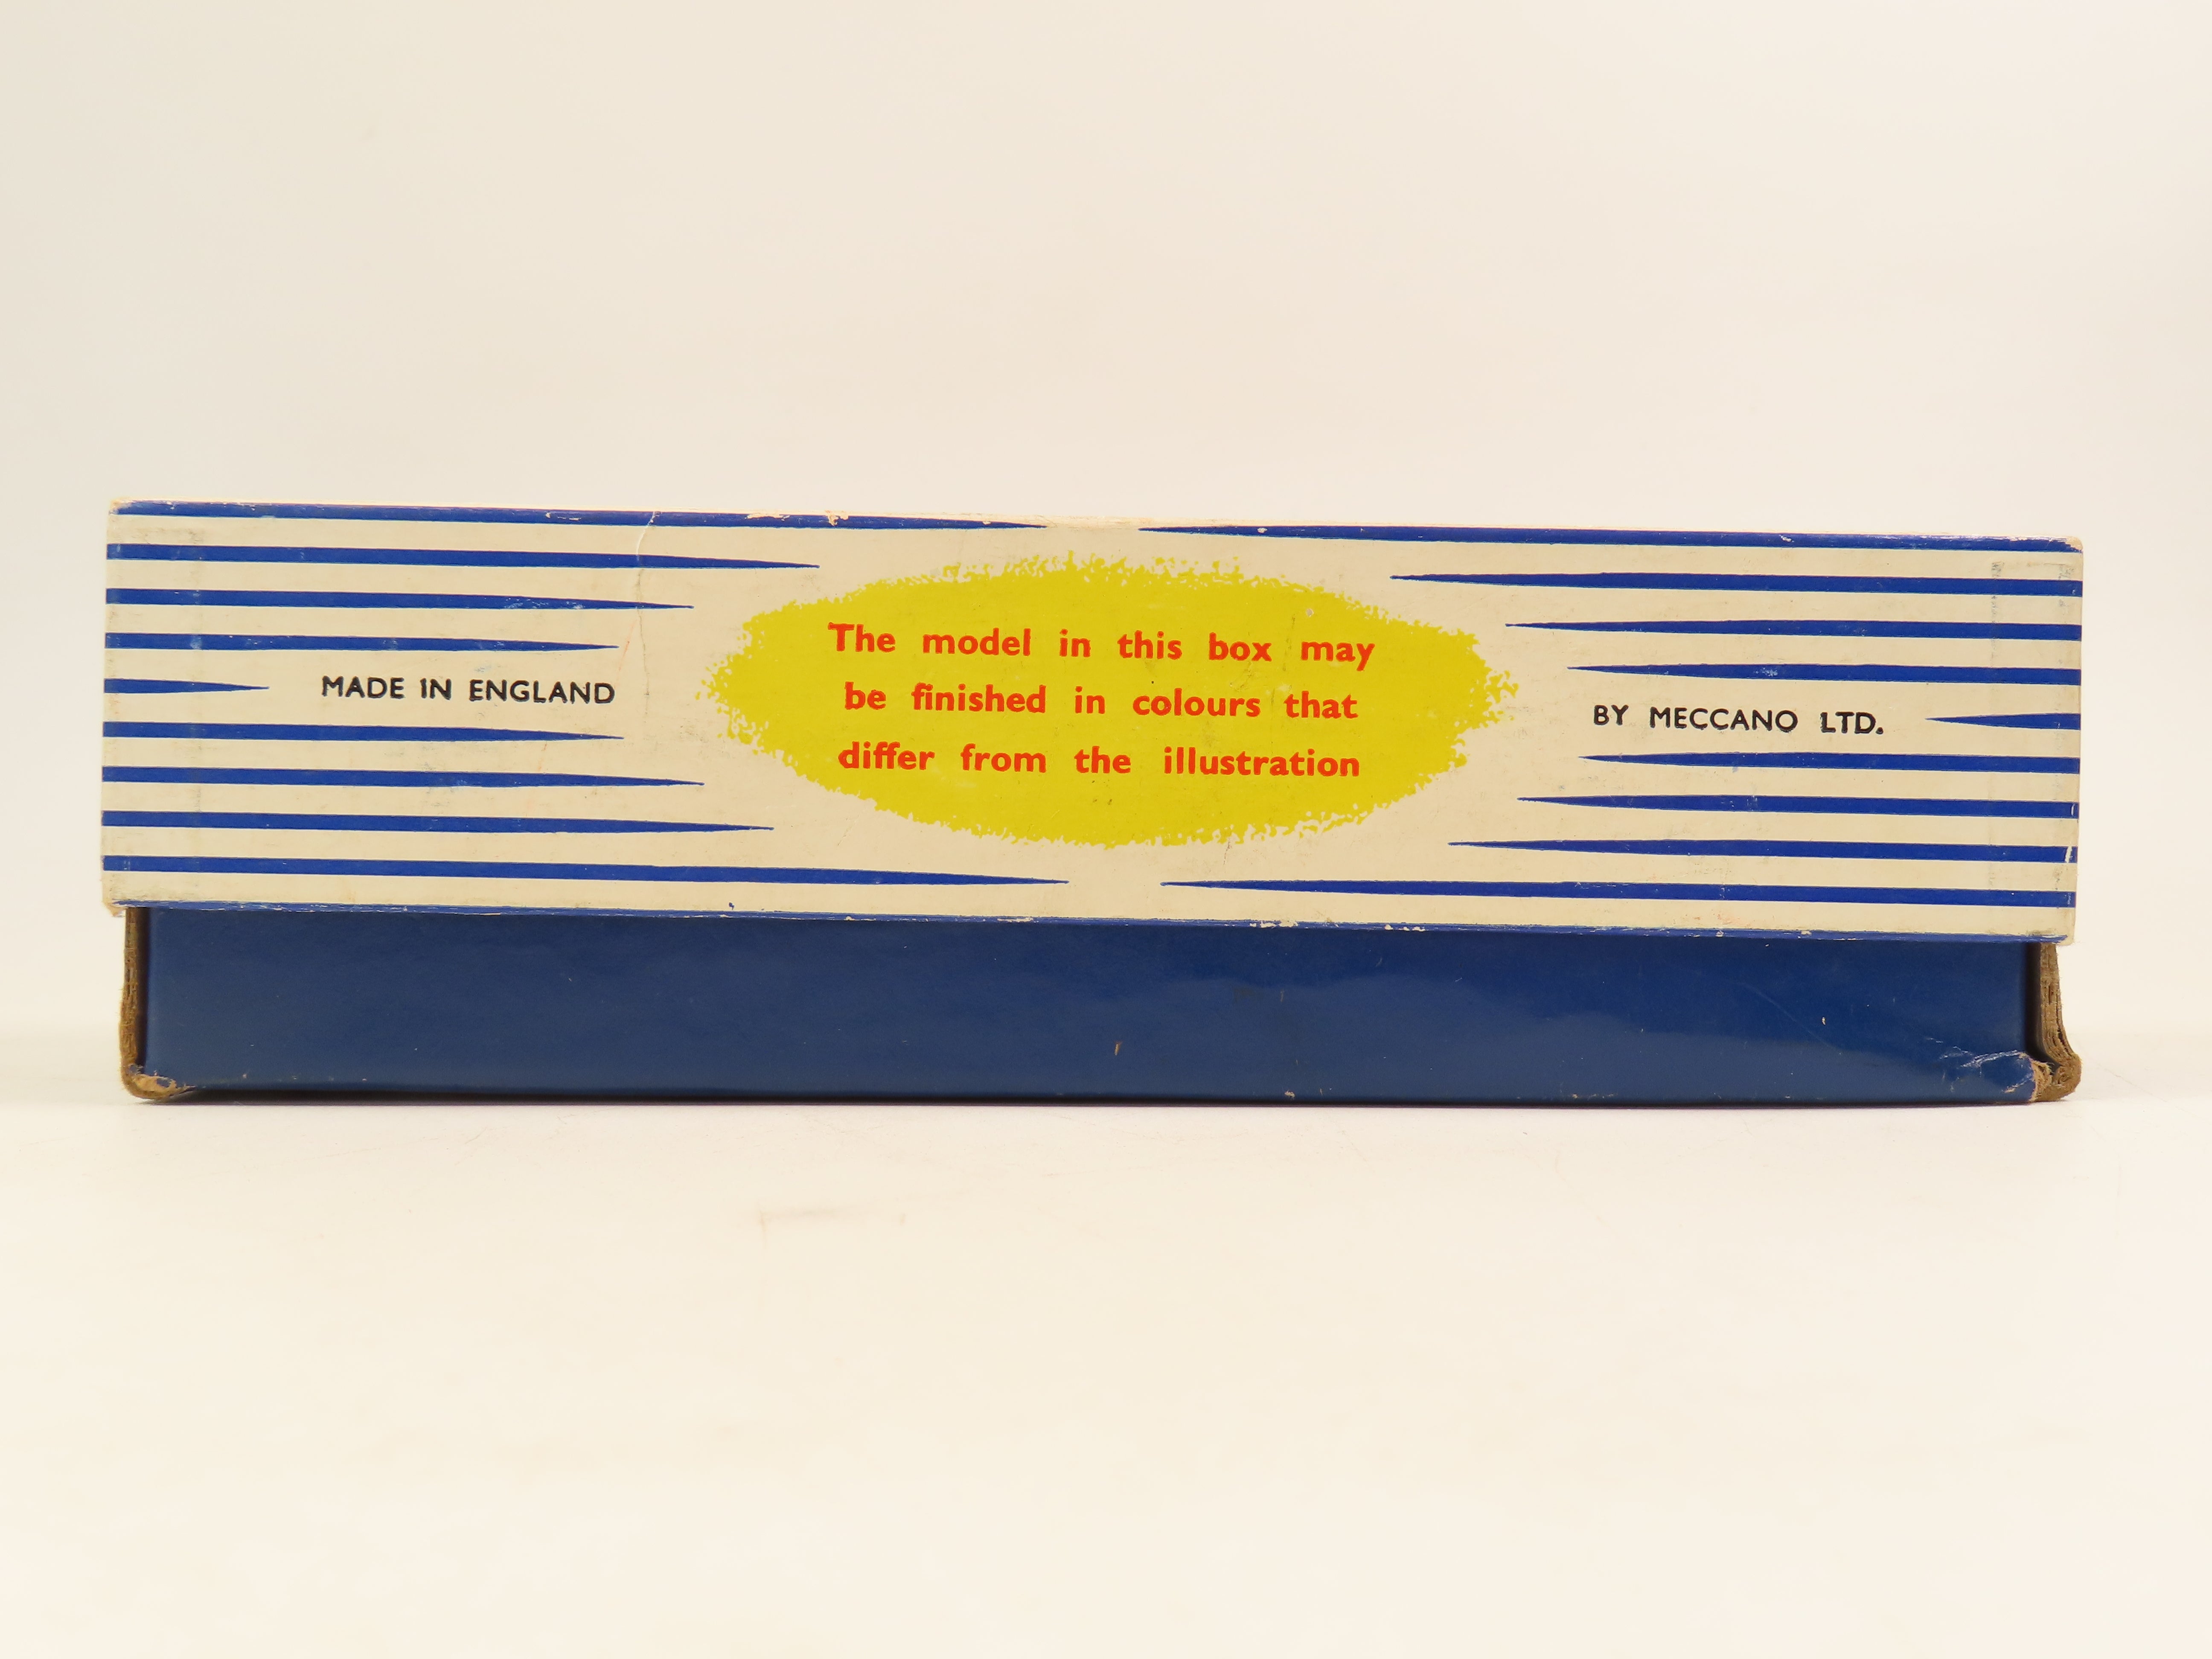 The model in this box may
be finished in colours that
differ from the illustration
MADE IN ENGLAND
BY MECCANO LTD.